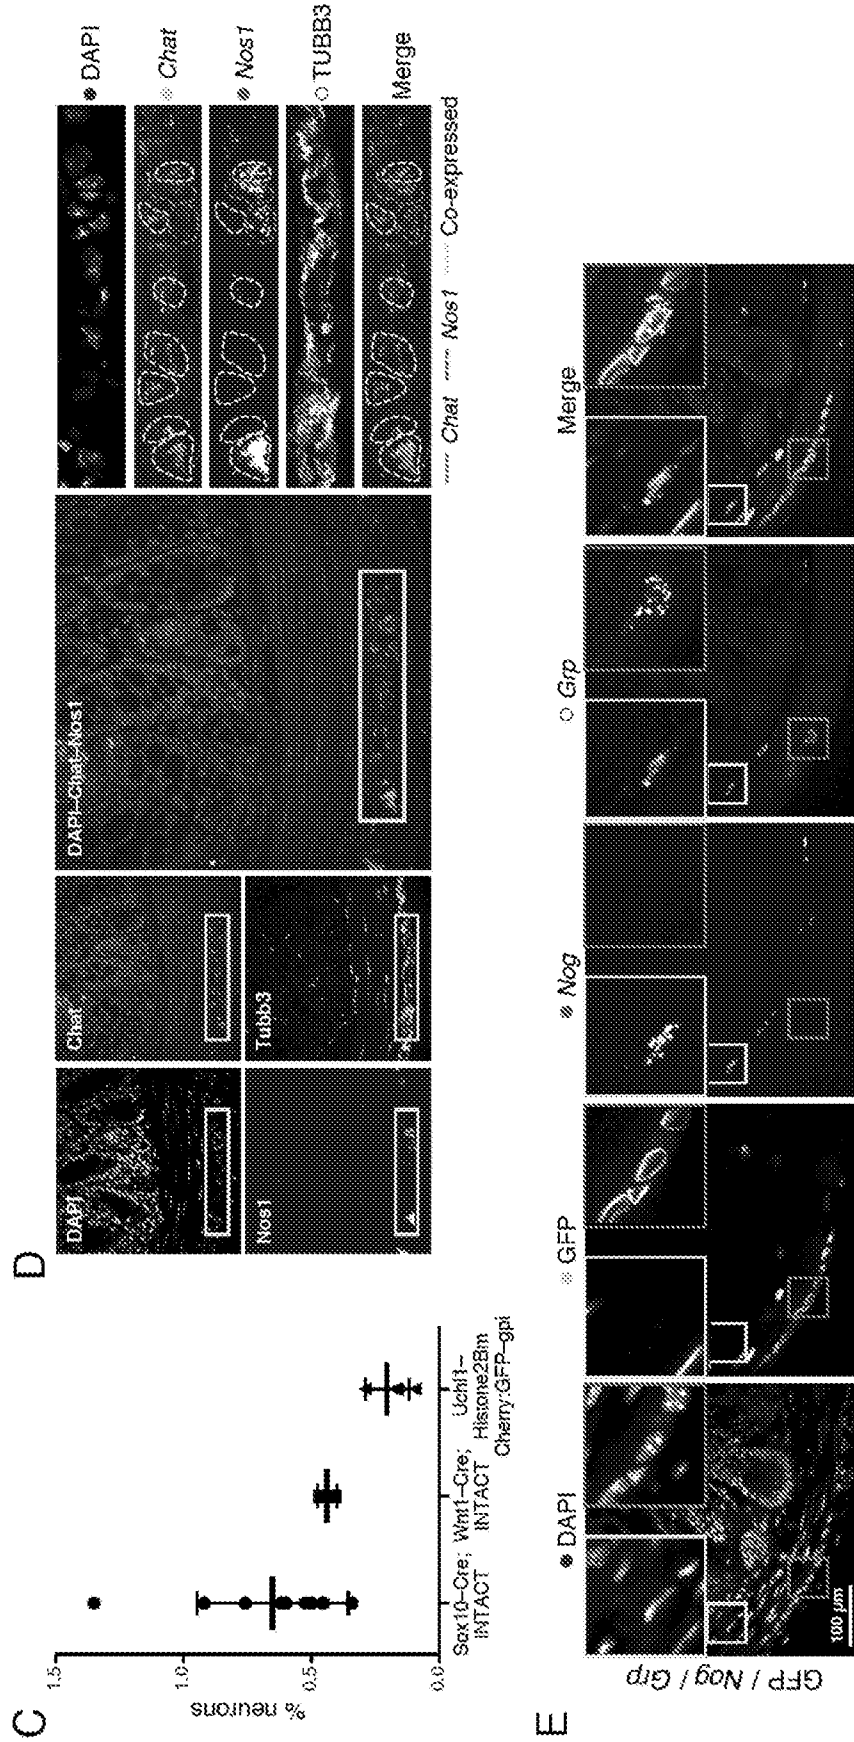 C
% neurons
1.5
1.0
0.5
0.0
Sox10–Cre;
INTACT
Wnt1–Cre;
INTACT
Uchl1–
Histone2Bm
Cherry:GFP–gpi
D
DAPI
Chat
Nos1
Tubb3
DAPI–Chat–Nos1
DAPI
Chat
Nos1
TUBB3
Merge
Chat
Nos1
Co-expressed
E
GFP / Nog / Grp
DAPI
GFP
Nog
Grp
Merge
100 µm